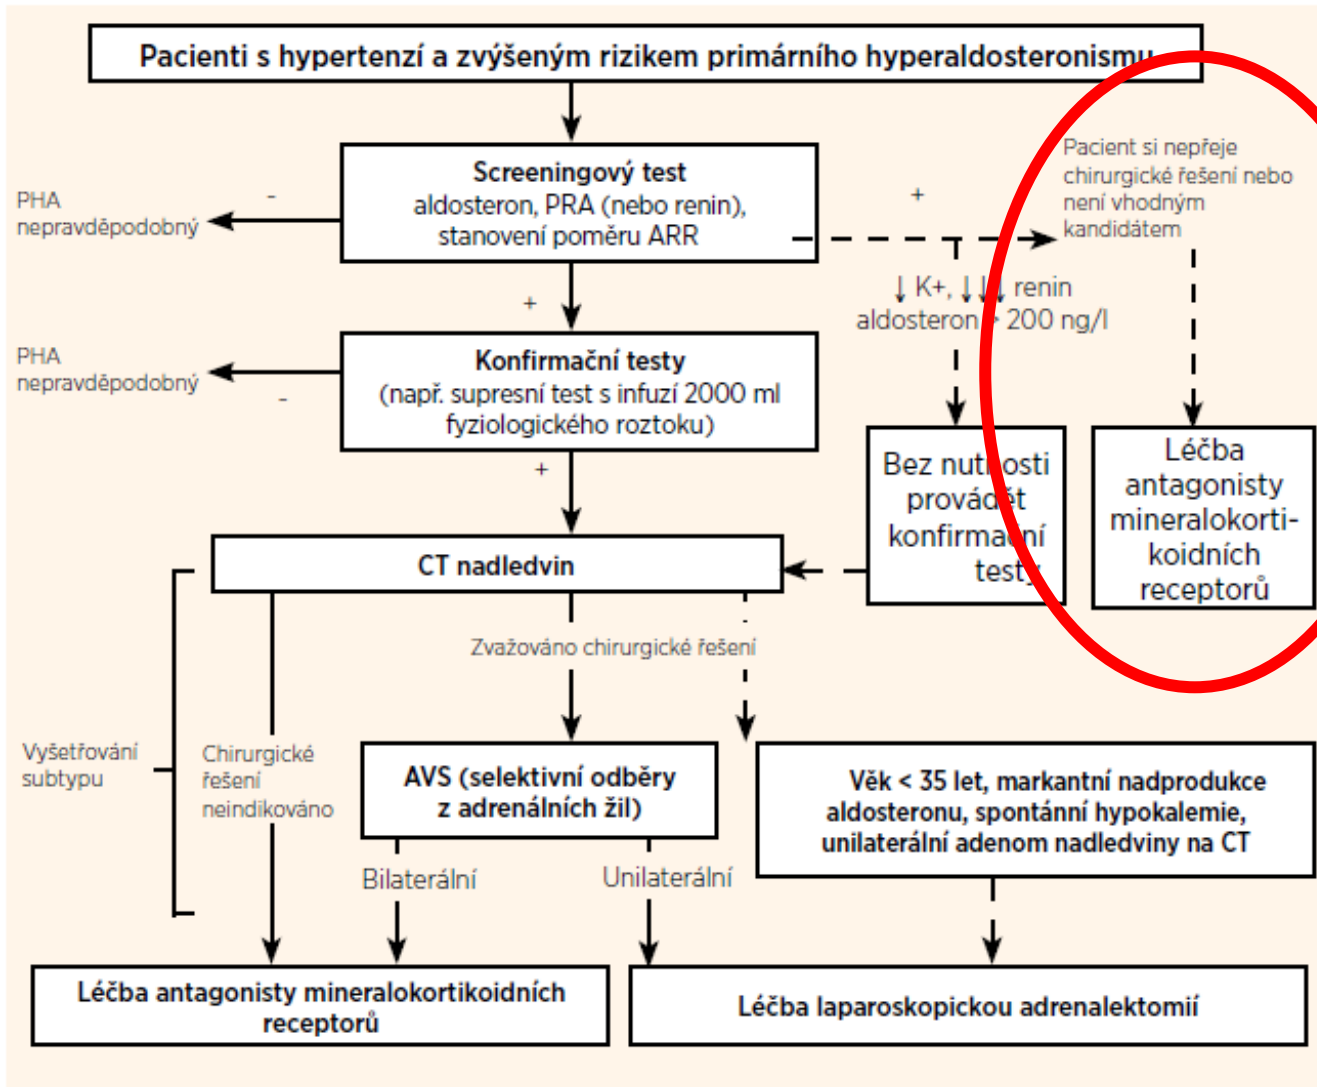 Pacienti s hypertenzí a zvýšeným rizikem primárního hyperaldosteronismu
Screeningový test
aldosteron, PRA (nebo renin),
stanovení poměru ARR
-
PHA
nepravděpodobný
+
Pacient si nepřeje
chirurgické řešení nebo
není vhodným
kandidátem
↓ K+, ↓↓↓ renin
aldosteron > 200 ng/l
+
Konfirmační testy
(např. supresní test s infuzí 2000 ml
fyziologického roztoku)
-
PHA
nepravděpodobný
+
Bez nutnosti
provádět
konfirmační
testy
Léčba
antagonisty
mineralokorti-
koidních
receptorů
CT nadledvin
Zvažováno chirurgické řešení
Vyšetřování
subtypu
Chirurgické
řešení
neindikováno
AVS (selektivní odběry
z adrenálních žil)
Věk < 35 let, markantní nadprodukce
aldosteronu, spontánní hypokalemie,
unilaterální adenom nadledviny na CT
Bilaterální
Unilaterální
Léčba antagonisty mineralokortikoidních
receptorů
Léčba laparoskopickou adrenalektomií